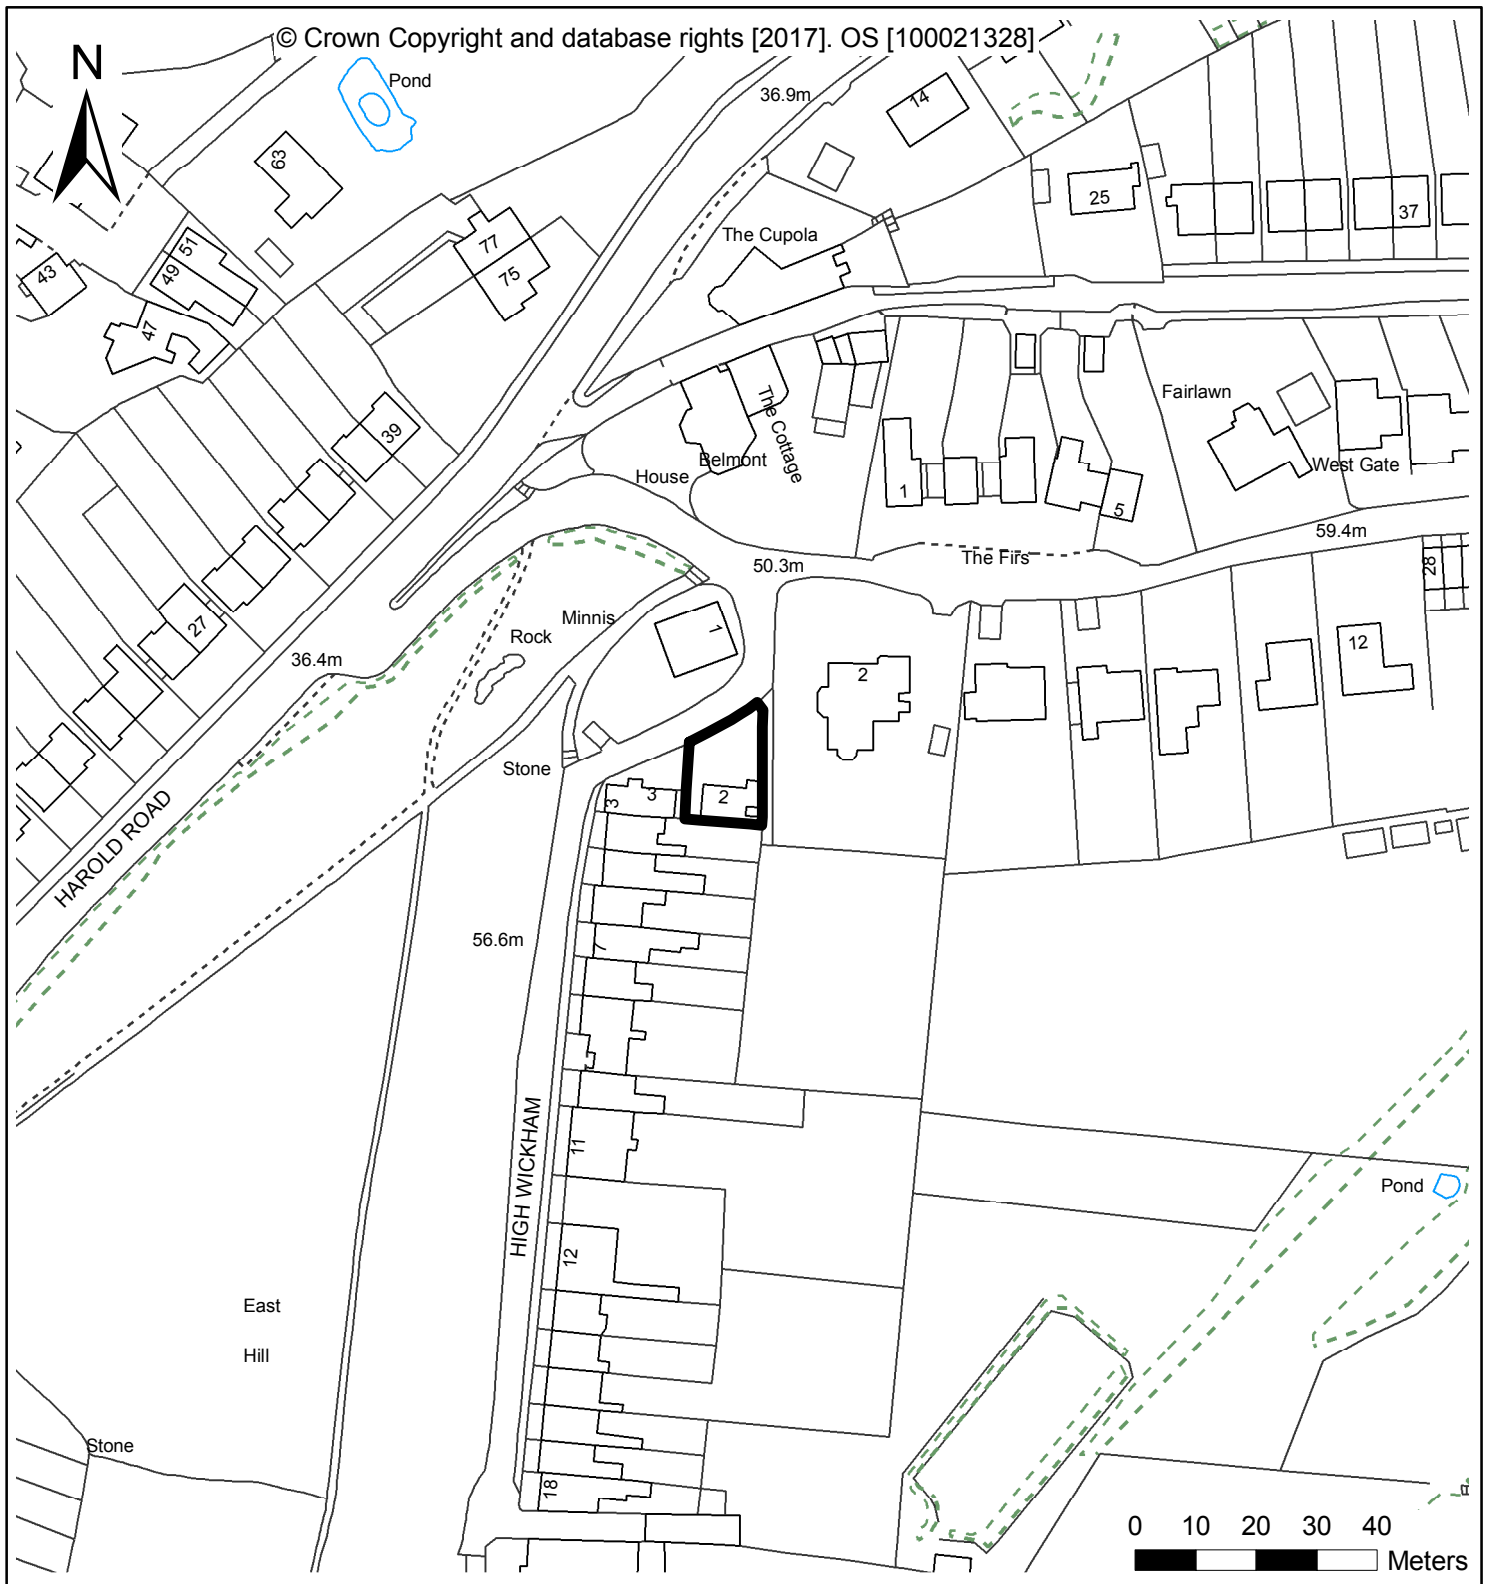 © Crown Copyright and database rights [2017]. OS [100021328]
N
Pond
36.9m
14
63
25
37
51
49
43
47
77
75
The Cupola
39
The Cottage
Belmont
House
Fairlawn
West Gate
1
5
59.4m
The Firs
50.3m
28
27
Minnis
Rock
1
36.4m
2
12
Stone
3
3
2
HAROLD ROAD
56.6m
HIGH WICKHAM
11
Pond
12
East
Hill
Stone
18
0 10 20 30 40
Meters